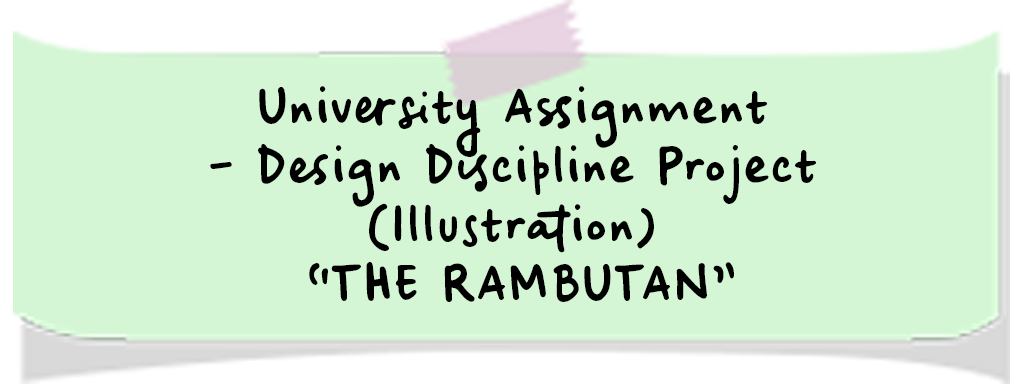 University Assignment
- Design Discipline Project
(Illustration)
“THE RAMBUTAN”